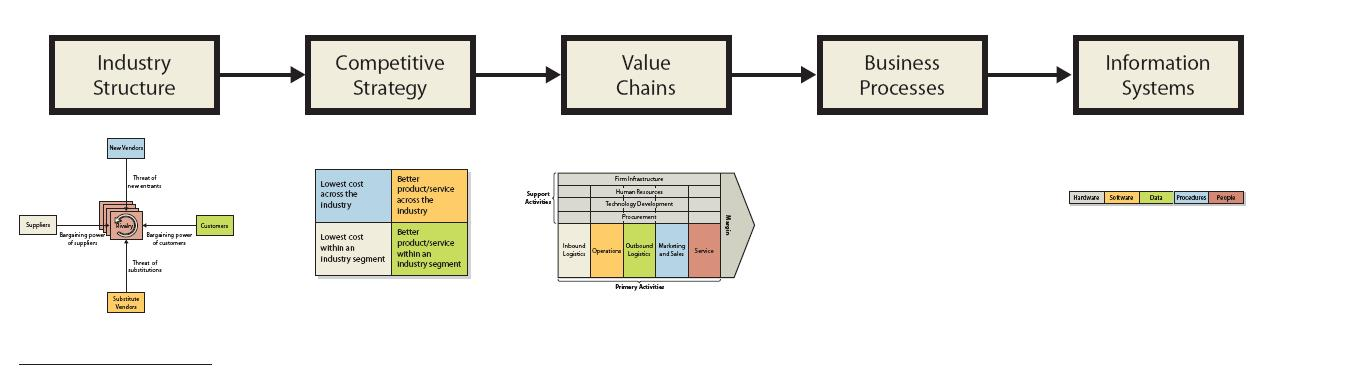 Industry
Structure
Competitive
Strategy
Value
Chains
Business
Processes
Information
Systems
New Vendors
Threat of
new entrants
Suppliers
Rivalry
Customers
Bargaining power
of suppliers
Bargaining power
of customers
Threat of
substitutions
Substitute
Vendors
Lowest cost
across the
industry
Better
product/service
across the
industry
Lowest cost
within an
industry segment
Better
product/service
within an
industry segment
Support
Activities
Firm Infrastructure
Human Resources
Technology Development
Procurement
Inbound
Logistics
Operations
Outbound
Logistics
Marketing
and Sales
Service
Margin
Primary Activities
Hardware
Software
Data
Procedures
People